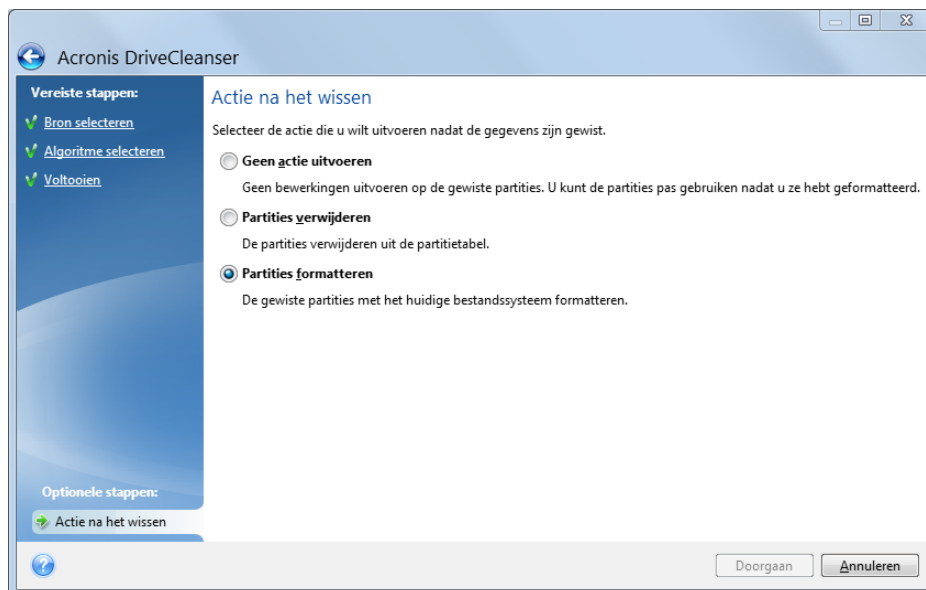 Acronis DriveCleanser
Vereiste stappen:
Bron selecteren
Algoritme selecteren
Voltooien
Optionele stappen:
Actie na het wissen
Actie na het wissen
Selecteer de actie die u wilt uitvoeren nadat de gegevens zijn gewist.
Geen actie uitvoeren
Geen bewerkingen uitvoeren op de gewiste partities. U kunt de partities pas gebruiken nadat u ze hebt geformatteerd.
Partities verwijderen
De partities verwijderen uit de partitietabel.
Partities formatteren
De gewiste partities met het huidige bestandssysteem formatteren.
Doorgaan
Annuleren